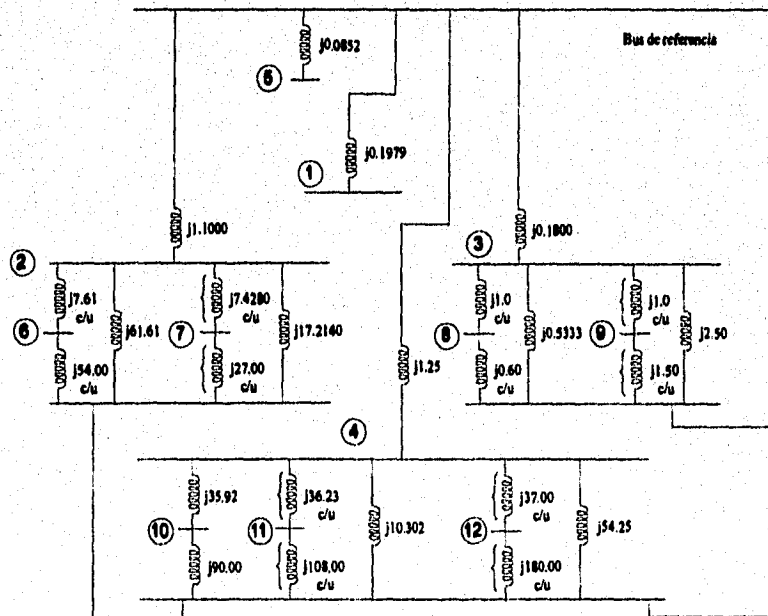 Bus de referencia
j0.0852
5
j0.1979
1
j1.1000
j0.1800
2
3
j7.61
c/u
j61.61
j7.4280
c/u
j17.2140
j1.0
c/u
j0.5333
j1.0
c/u
j2.50
6
7
8
9
j54.00
c/u
j27.00
c/u
j1.25
j0.60
c/u
j1.50
c/u
4
j35.92
j36.23
c/u
j10.302
j37.00
c/u
j54.25
10
11
12
j90.00
j108.00
c/u
j180.00
c/u